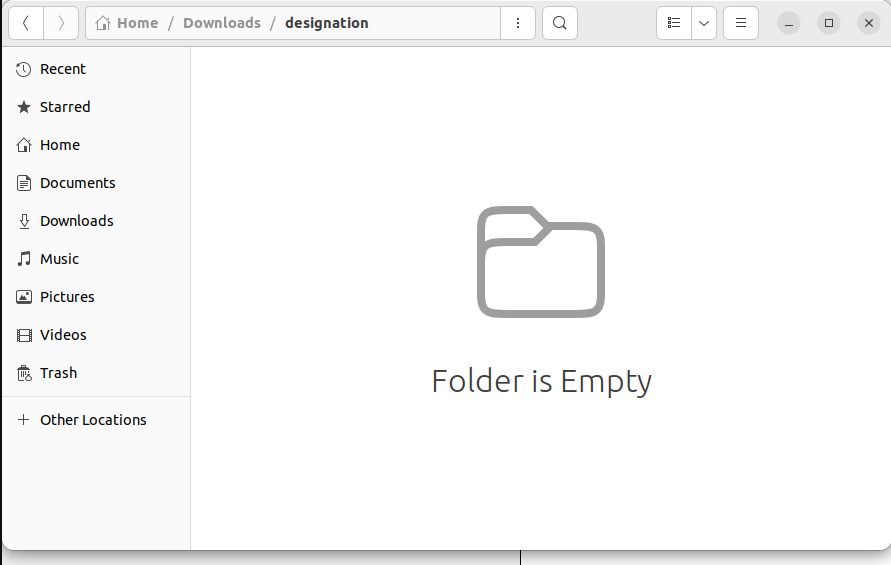 Home / Downloads / designation
Recent
Starred
Home
Documents
Downloads
Music
Pictures
Videos
Trash
Other Locations
Folder is Empty